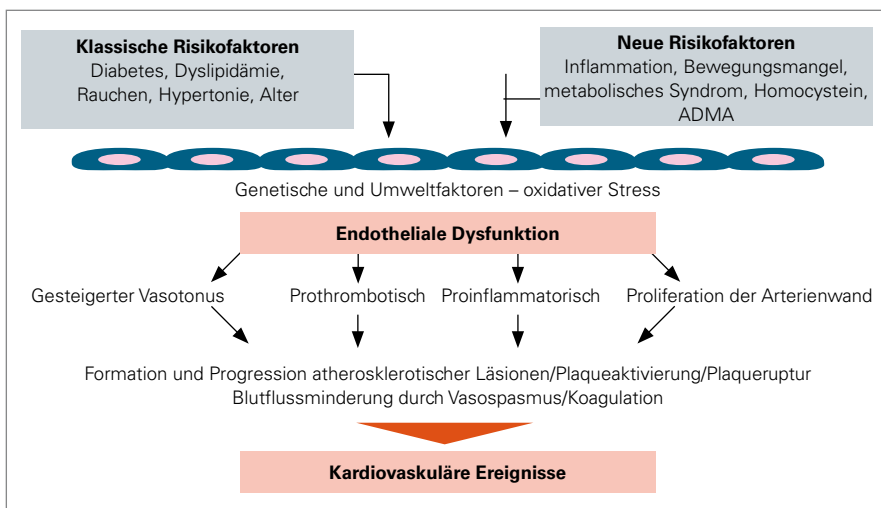 Klassische Risikofaktoren
Diabetes, Dyslipidämie,
Rauchen, Hypertonie, Alter
Neue Risikofaktoren
Inflammation, Bewegungsmangel,
metabolisches Syndrom, Homocystein,
ADMA
Genetische und Umweltfaktoren – oxidativer Stress
Endotheliale Dysfunktion
Gesteigerter Vasotonus
Prothrombotisch
Proinflammatorisch
Proliferation der Arterienwand
Formation und Progression atherosklerotischer Läsionen/Plaqueaktivierung/Plaqueruptur
Blutflussminderung durch Vasospasmus/Koagulation
Kardiovaskuläre Ereignisse